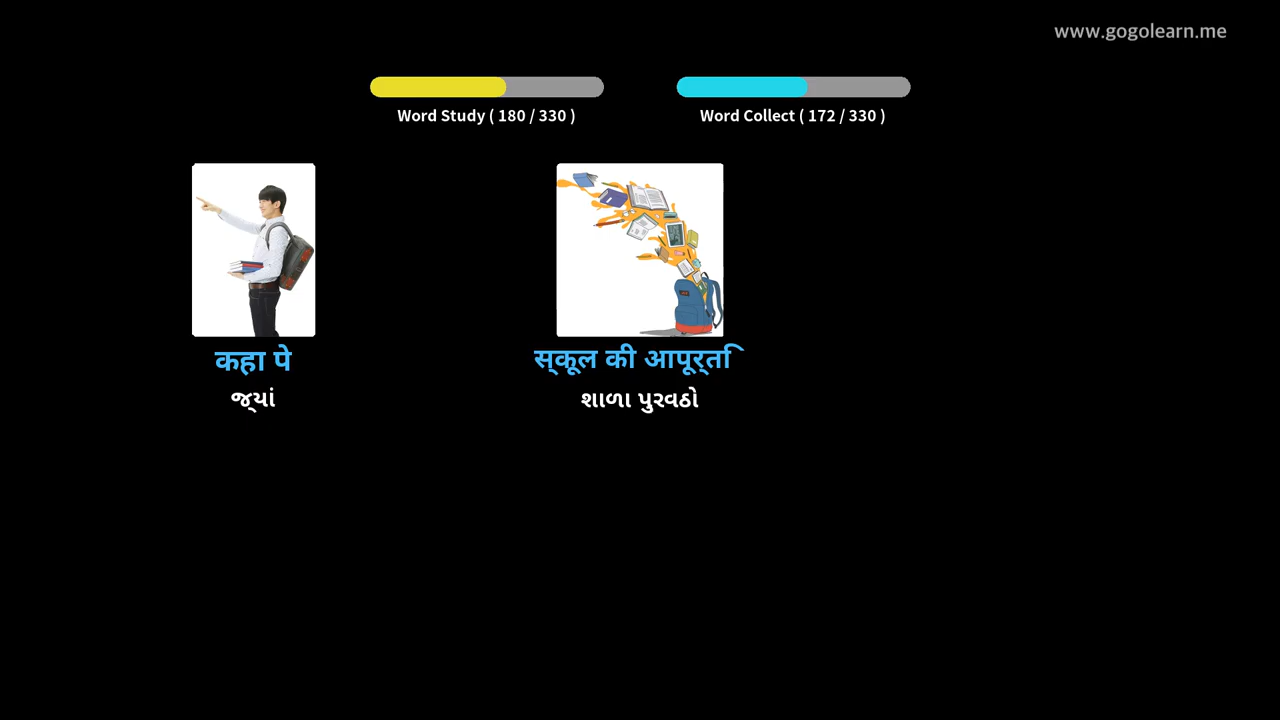 www.gogolearn.me
Word Study ( 180 / 330 )
Word Collect ( 172 / 330 )
कहा पे
જ્યાં
स्कूल की आपूर्ति
શાળા પુરવઠો